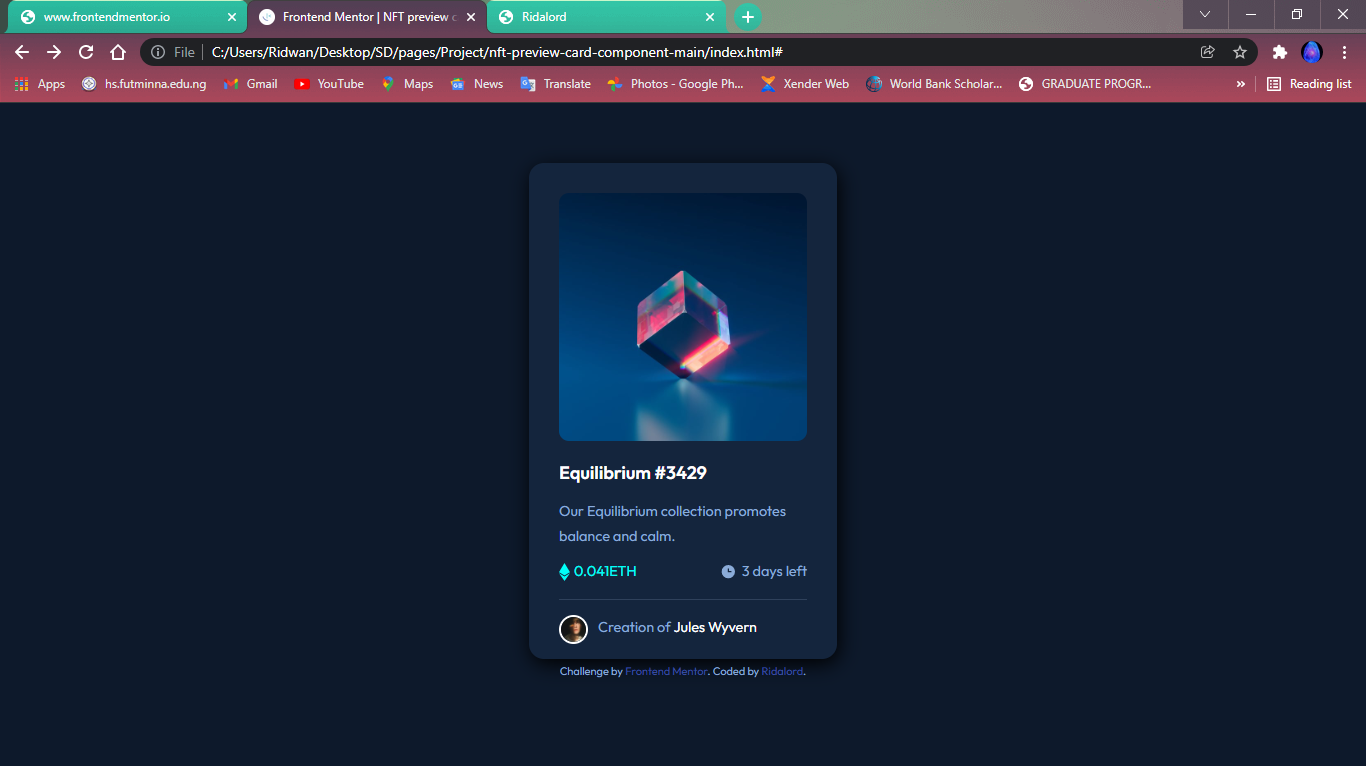 www.frontendmentor.io
Frontend Mentor | NFT preview c
Ridalord
File
C:/Users/Ridwan/Desktop/SD/pages/Project/nft-preview-card-component-main/index.html#
Apps
hs.futminna.edu.ng
Gmail
YouTube
Maps
News
Translate
Photos - Google Ph...
Xender Web
World Bank Scholar...
GRADUATE PROGR...
»
Reading list
Equilibrium #3429
Our Equilibrium collection promotes
balance and calm.
0.041ETH
3 days left
Creation of Jules Wyvern
Challenge by Frontend Mentor. Coded by Ridalord.